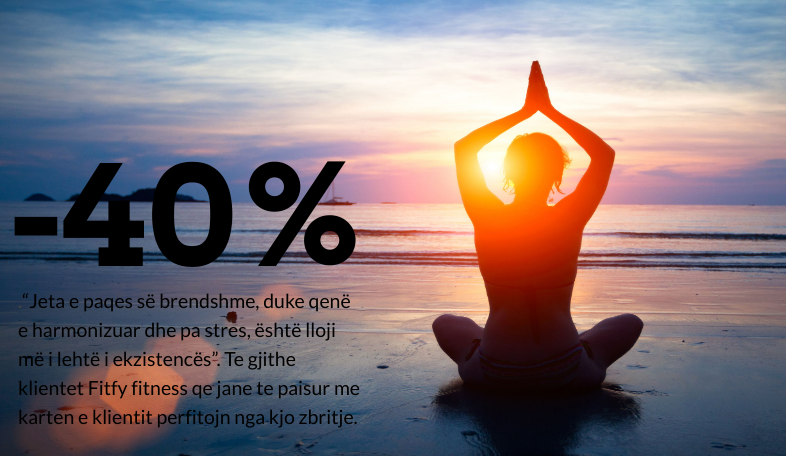 -40%
“Jeta e paqes së brendshme, duke qenë
e harmonizuar dhe pa stres, është lloji
më i lehtë i ekzistencës”. Te gjithe
klientet Fitfy fitness qe jane te paisur me
karten e klientit perfitojn nga kjo zbritje.